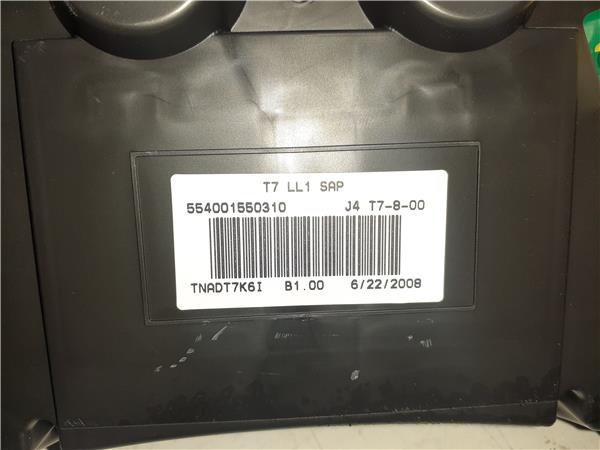 T7 LL1 SAP
554001550310 J4 T7-8-00
TNADT7K6I B1.00 6/22/2008